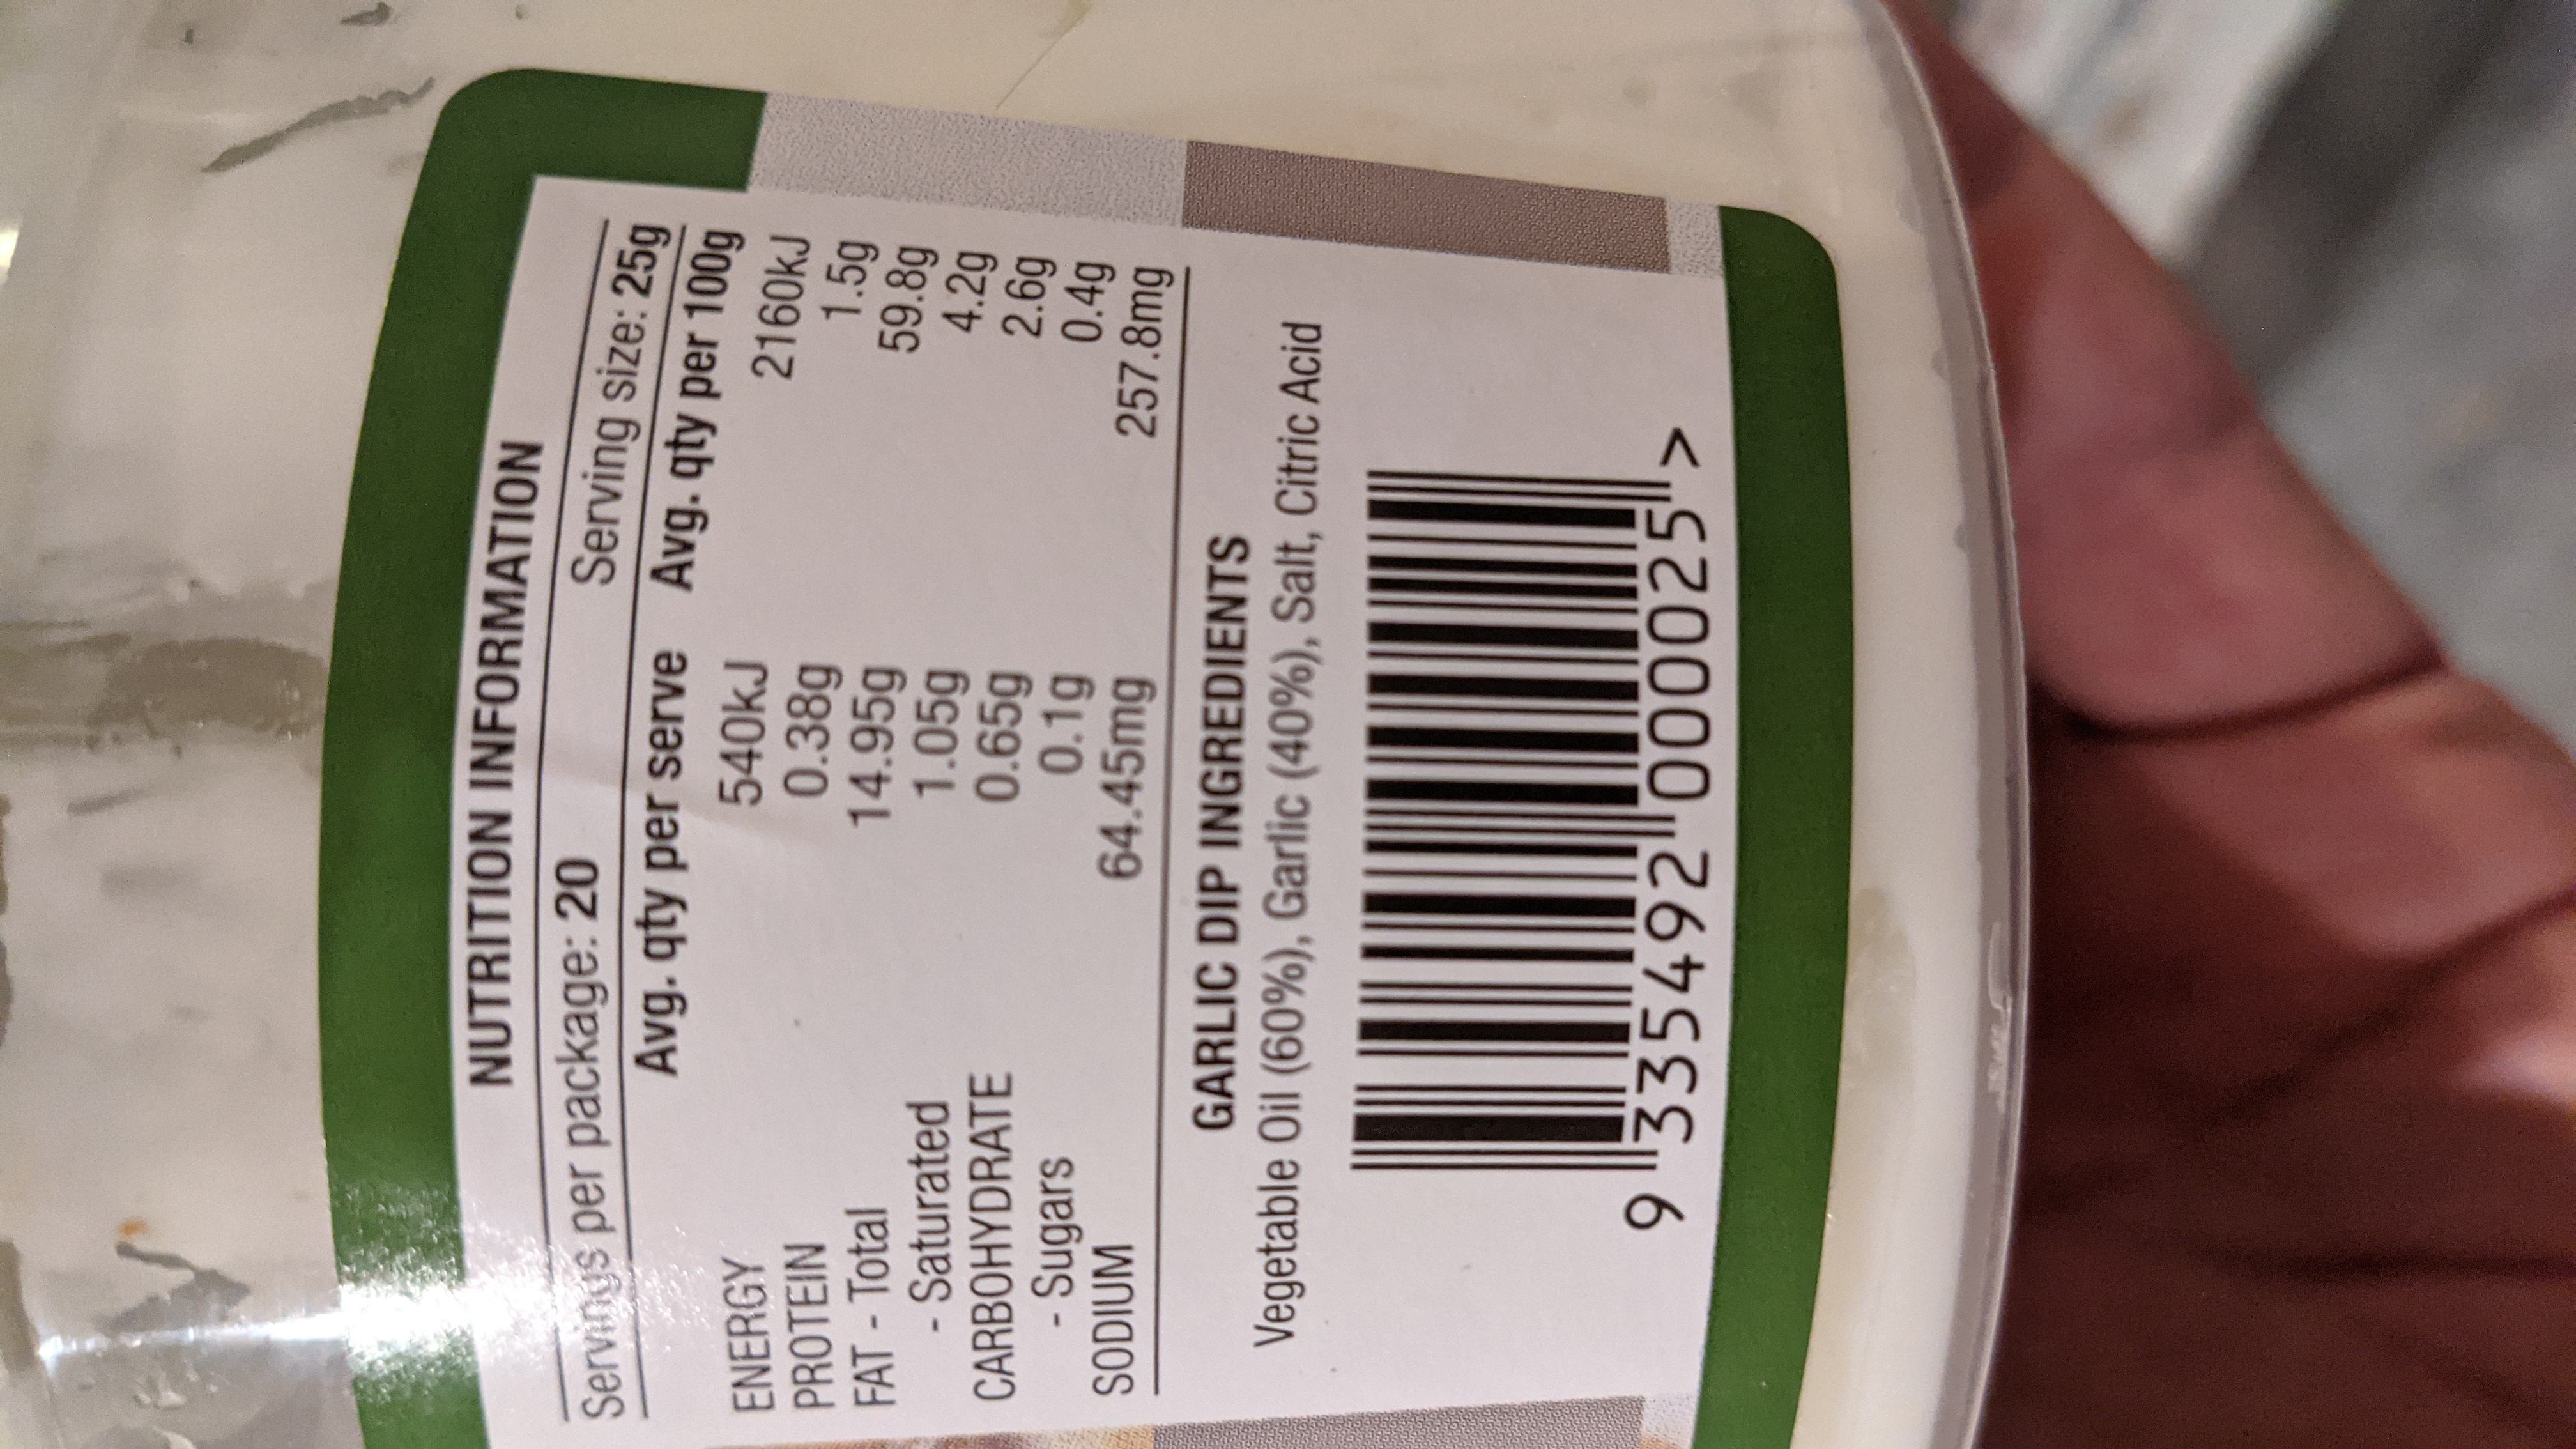 NUTRITION INFORMATION
Servings per package: 20 Serving size: 25g
Avg. qty per serve Avg. qty per 100g
ENERGY 540kJ 2160kJ
PROTEIN 0.38g 1.5g
FAT - Total 14.95g 59.8g
- Saturated 1.05g 4.2g
CARBOHYDRATE 0.65g 2.6g
- Sugars 0.1g 0.4g
SODIUM 64.45mg 257.8mg
GARLIC DIP INGREDIENTS
Vegetable Oil (60%), Garlic (40%), Salt, Citric Acid
9 335492 000025 >